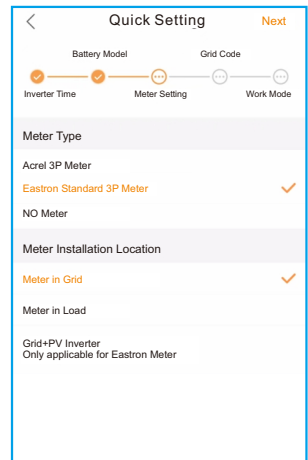 Quick Setting
Next
Battery Model
Grid Code
Inverter Time
Meter Setting
Work Mode
Meter Type
Acrel 3P Meter
Eastron Standard 3P Meter
NO Meter
Meter Installation Location
Meter in Grid
Meter in Load
Grid+PV Inverter
Only applicable for Eastron Meter